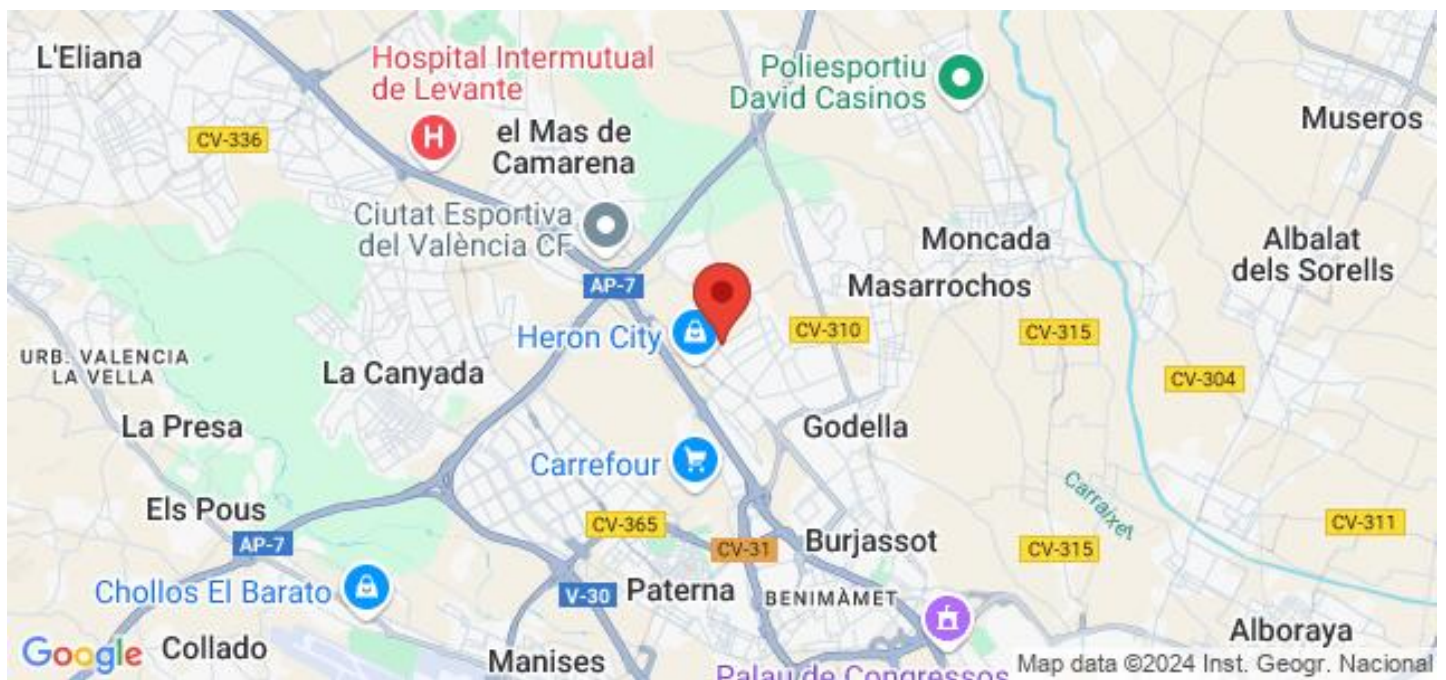 L'Eliana
Hospital Intermutual
de Levante
Poliesportiu
David Casinos
Museros
CV-336
H
el Mas de
Camarena
Ciutat Esportiva
del València CF
Moncada
Albalat
dels Sorells
AP-7
Masarrochos
Heron City
CV-310
CV-315
URB. VALENCIA
LA VELLA
La Canyada
CV-304
La Presa
Godella
Carrefour
Carraixet
Els Pous
CV-365
CV-311
AP-7
CV-31
Burjassot
CV-315
Chollos El Barato
V-30
Paterna
BENIMÀMET
Alboraya
Google
Collado
Manises
Palau de Congressos
Map data ©2024 Inst. Geogr. Nacional